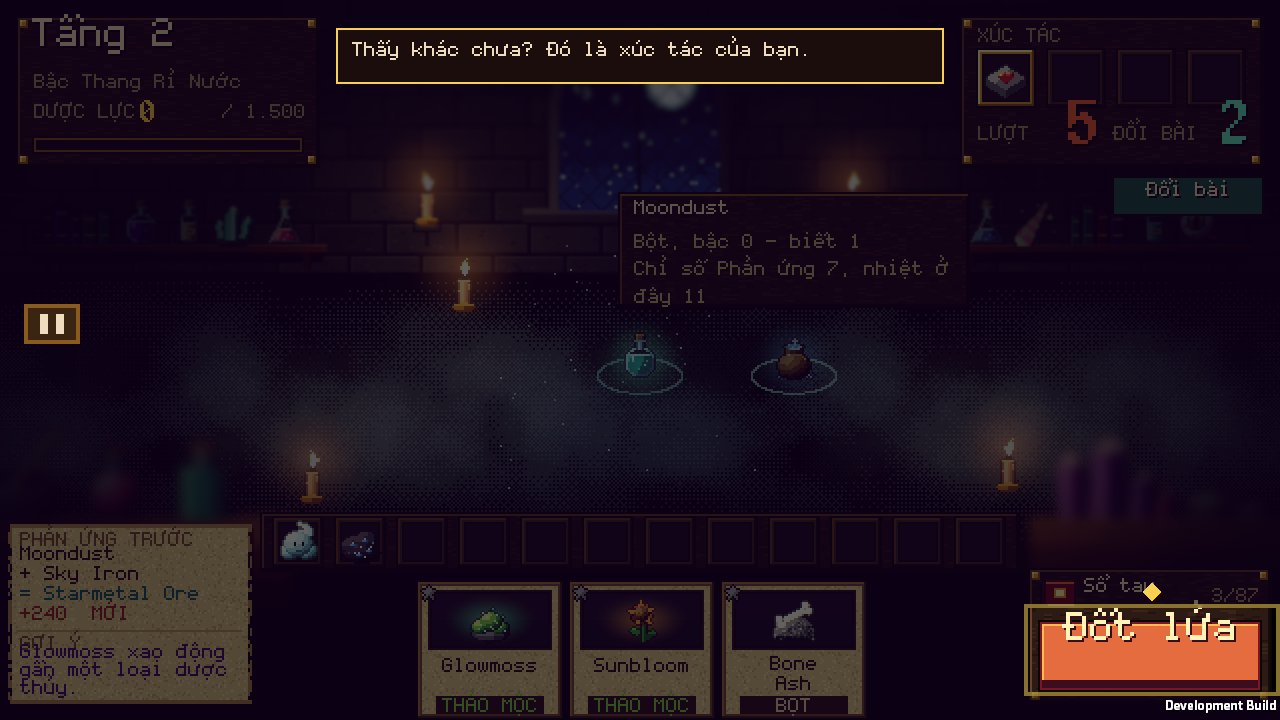 Tầng 2
Bậc Thang Rỉ Nước
DƯỢC LỰC 0 / 1.500
Thấy khác chưa? Đó là xúc tác của bạn.
XÚC TÁC
LƯỢT 5 ĐỔI BÀI 2
Đổi bài
Moondust
Bột, bậc 0 - biết 1
Chỉ số Phản ứng 7, nhiệt ở
đây 11
PHẢN ỨNG TRƯỚC
Moondust
+ Sky Iron
= Starmetal Ore
+240 MỚI
GỢI Ý
Glowmoss xao động
gần một loại dược
thủy.
Glowmoss
THẢO MỘC
Sunbloom
THẢO MỘC
Bone
Ash
BỘT
Sổ tay
3/87
Đốt lửa
Development Build